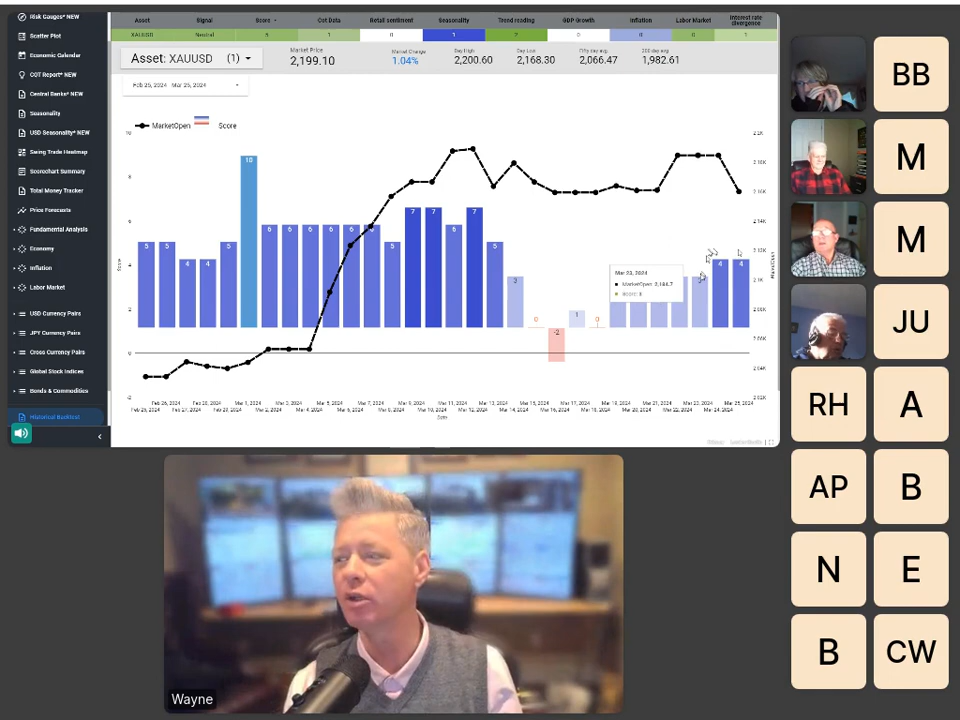 Risk Gauges* NEW
Scatter Plot
Economic Calendar
COT Report* NEW
Central Banks* NEW
Seasonality
USD Seasonality* NEW
Swing Trade Heatmap
Scorechart Summary
Total Money Tracker
Price Forecasts
Fundamental Analysis
Economy
Inflation
Labor Market
USD Currency Pairs
JPY Currency Pairs
Cross Currency Pairs
Global Stock Indices
Bonds & Commodities
Historical Backtest
Asset Signal Score Cot Data Retail sentiment Seasonality Trend reading GDP Growth Inflation Labor Market Interest rate divergence
XAUUSD Neutral 1 0 1 2 0 0 0 1
Asset: XAUUSD (1)
Market Price
2,199.10
Market Change
1.04%
Day High
2,200.60
Day Low
2,168.30
Fifty day avg
2,066.47
200 day avg
1,982.61
Feb 25, 2024 Mar 25, 2024
MarketOpen Score
10
5 5 4 4 5 6 6 6 6 6 6 5 7 7 6 7 5 2 0 -2 1 0 4 4
Mar 23, 2024
MarketOpen: 2,164.7
Score: 3
Score
Date
Wayne
BB
M
M
JU
RH
A
AP
B
N
E
B
CW